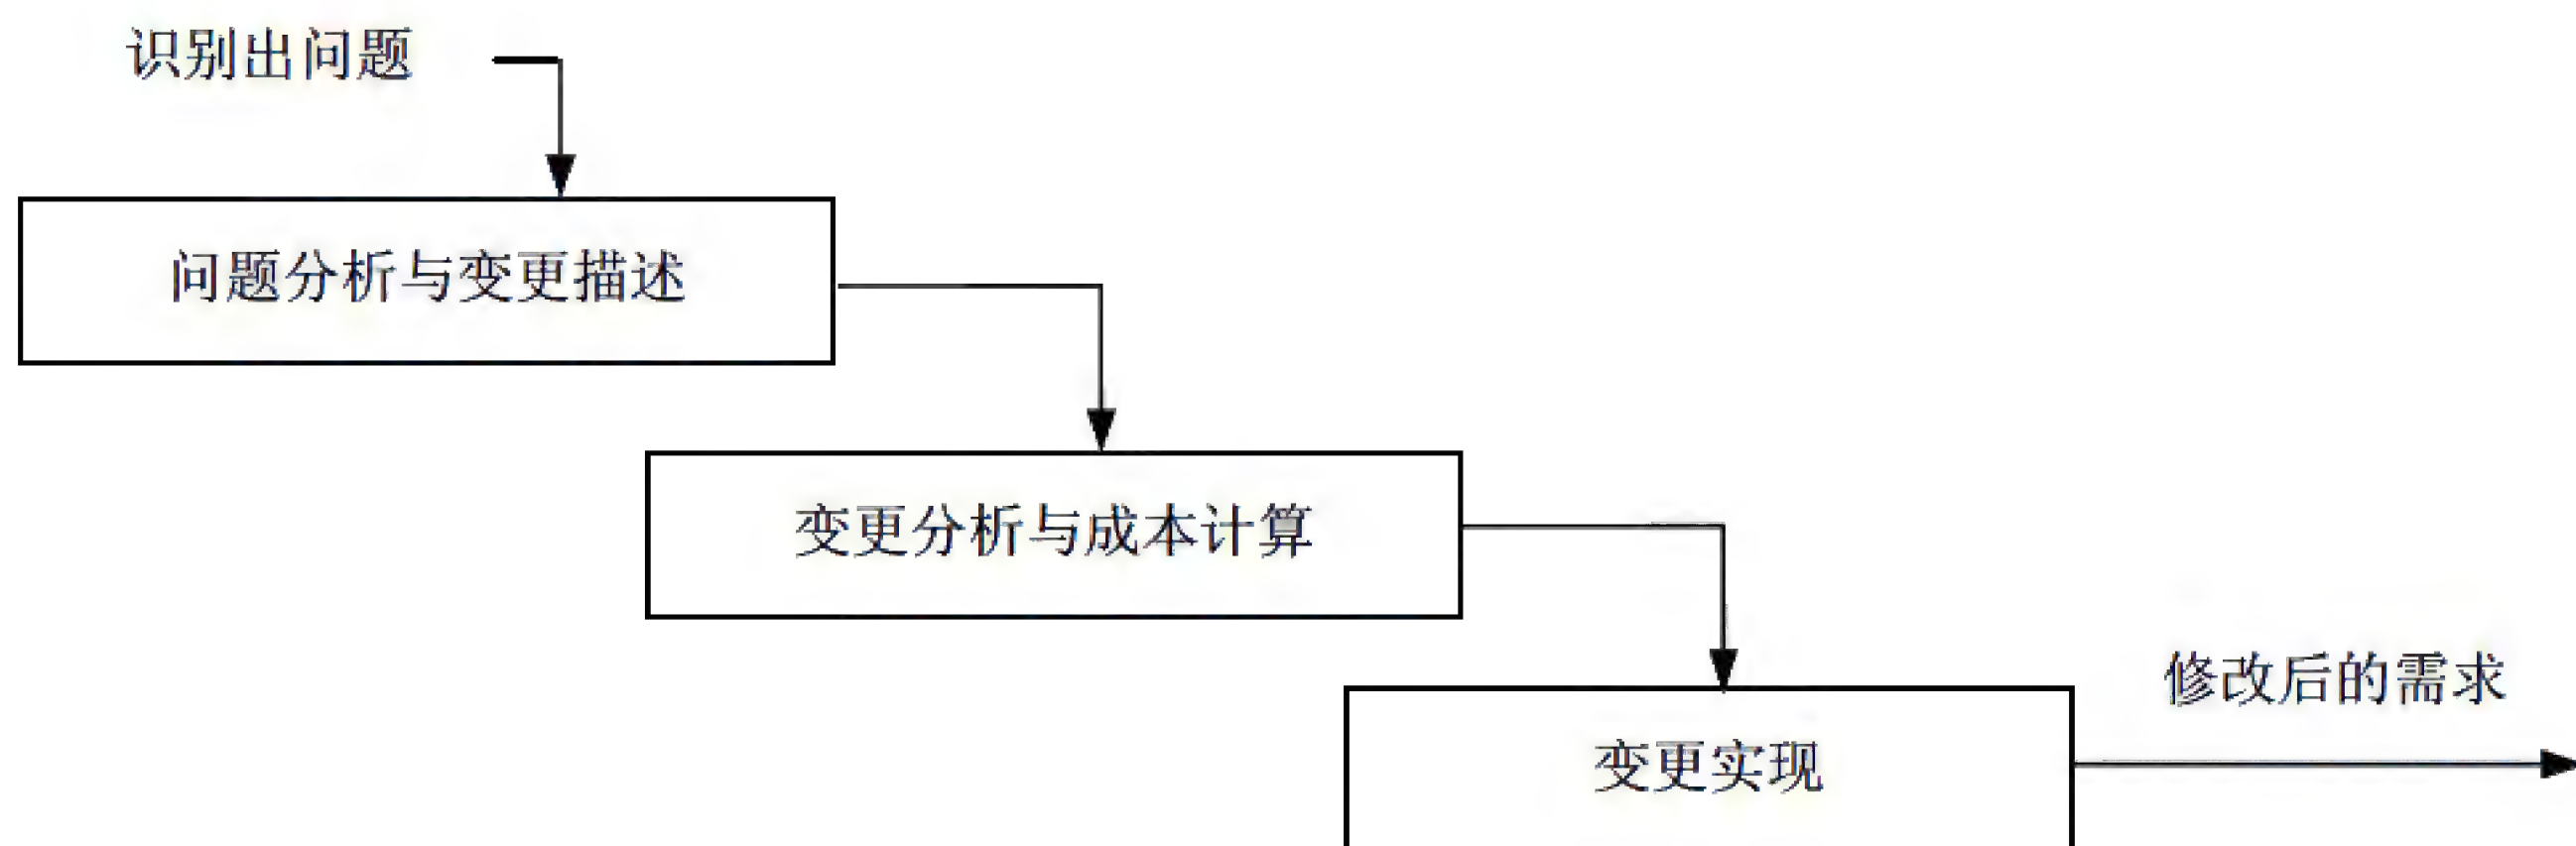 识别出问题
问题分析与变更描述
变更分析与成本计算
修改后的需求
变更实现